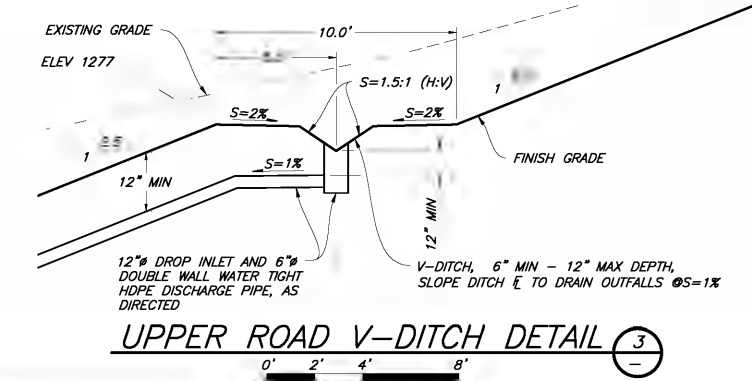 EXISTING GRADE
ELEV 1277
10.0'
S=1.5:1 (H:V)
S=2%
S=2%
1
1
12" MIN
S=1%
FINISH GRADE
12" MIN
12"ø DROP INLET AND 6"ø
DOUBLE WALL WATER TIGHT
HDPE DISCHARGE PIPE, AS
DIRECTED
V-DITCH, 6" MIN - 12" MAX DEPTH,
SLOPE DITCH ℄ TO DRAIN OUTFALLS @S=1%
UPPER ROAD V-DITCH DETAIL
3
-
0' 2' 4' 8'